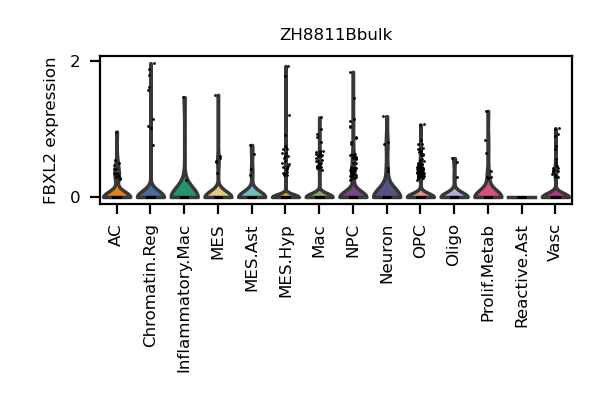 ZH8811Bbulk
FBXL2 expression
2
0
AC
Chromatin.Reg
Inflammatory.Mac
MES
MES.Ast
MES.Hyp
Mac
NPC
Neuron
OPC
Oligo
Prolif.Metab
Reactive.Ast
Vasc